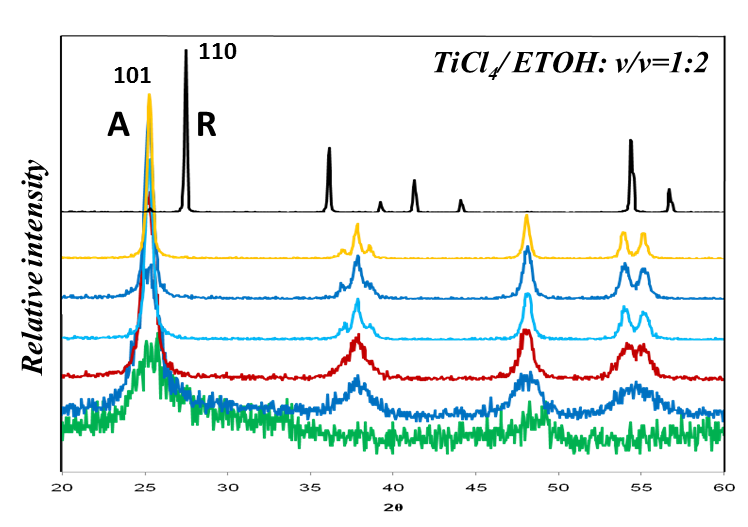 110
TiCl4/ ETOH: v/v=1:2
101
A
R
Relative intensity
20 25 30 35 40 45 50 55 60
2θ